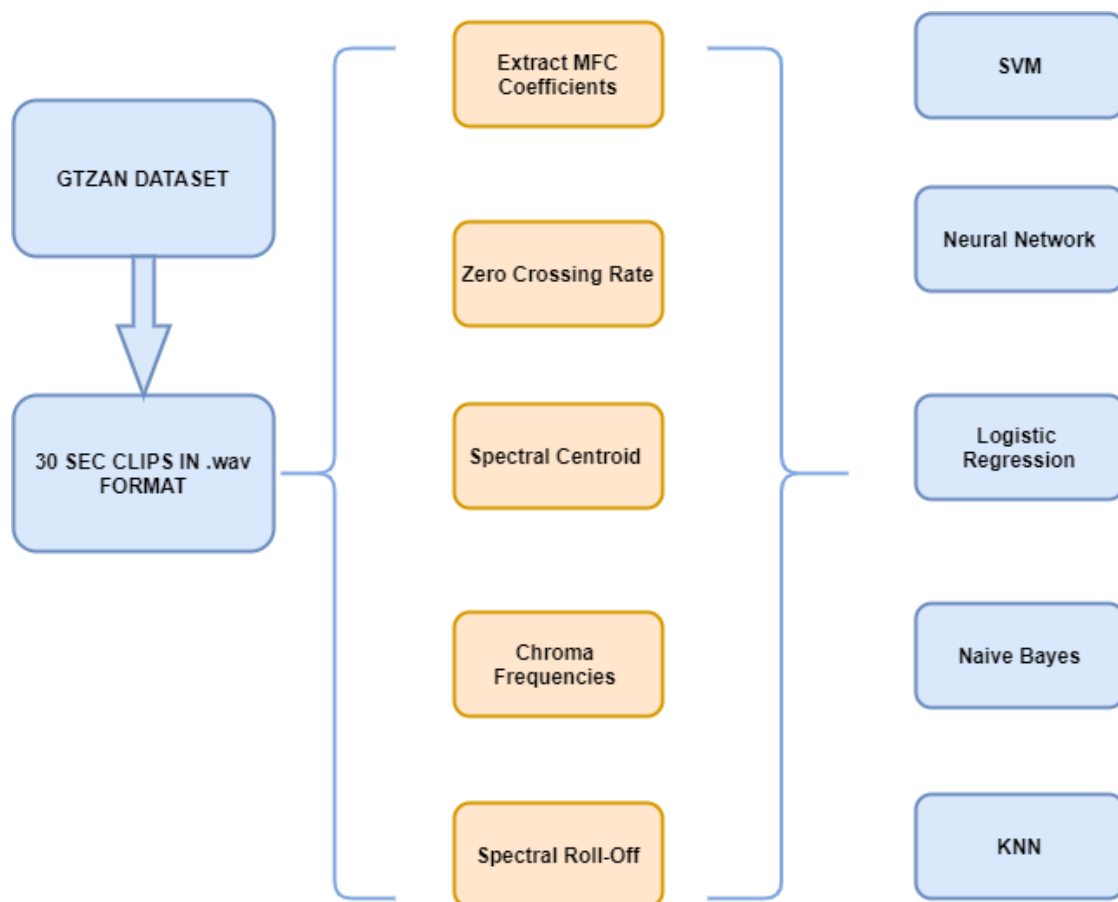 GTZAN DATASET
30 SEC CLIPS IN .wav
FORMAT
Extract MFC
Coefficients
Zero Crossing Rate
Spectral Centroid
Chroma
Frequencies
Spectral Roll-Off
SVM
Neural Network
Logistic
Regression
Naive Bayes
KNN